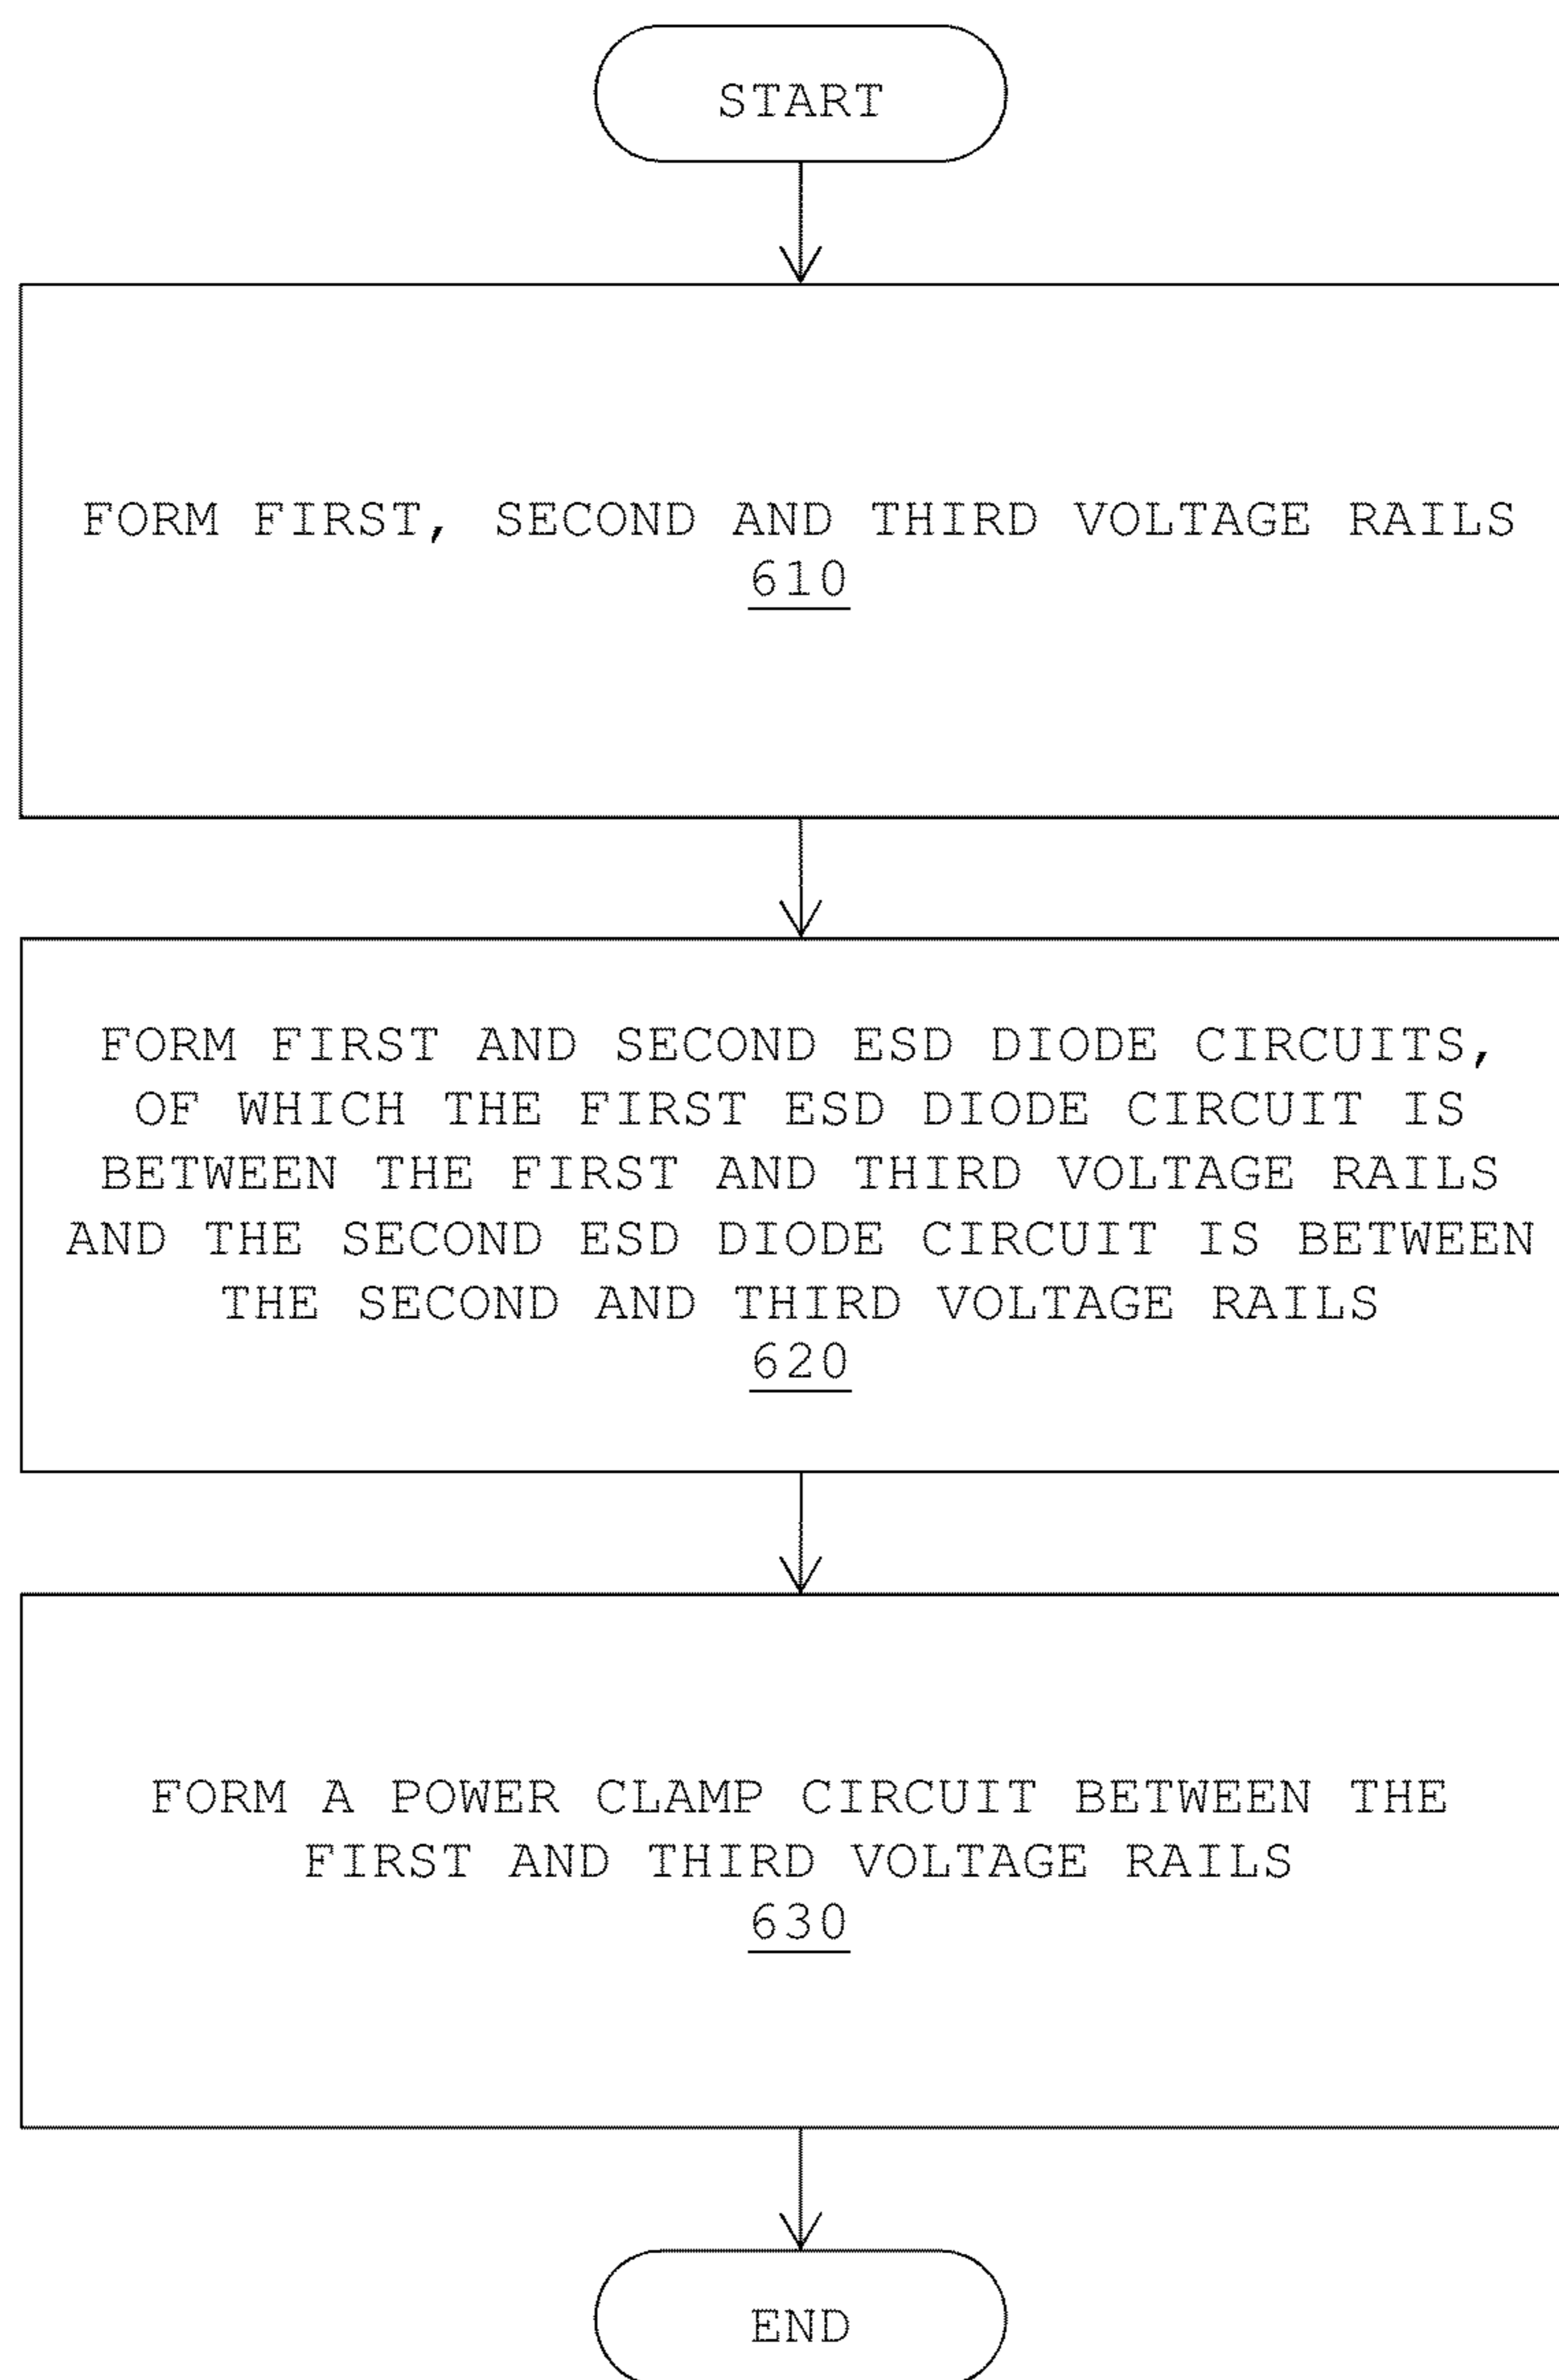 START
FORM FIRST, SECOND AND THIRD VOLTAGE RAILS
610
FORM FIRST AND SECOND ESD DIODE CIRCUITS,
OF WHICH THE FIRST ESD DIODE CIRCUIT IS
BETWEEN THE FIRST AND THIRD VOLTAGE RAILS
AND THE SECOND ESD DIODE CIRCUIT IS BETWEEN
THE SECOND AND THIRD VOLTAGE RAILS
620
FORM A POWER CLAMP CIRCUIT BETWEEN THE
FIRST AND THIRD VOLTAGE RAILS
630
END